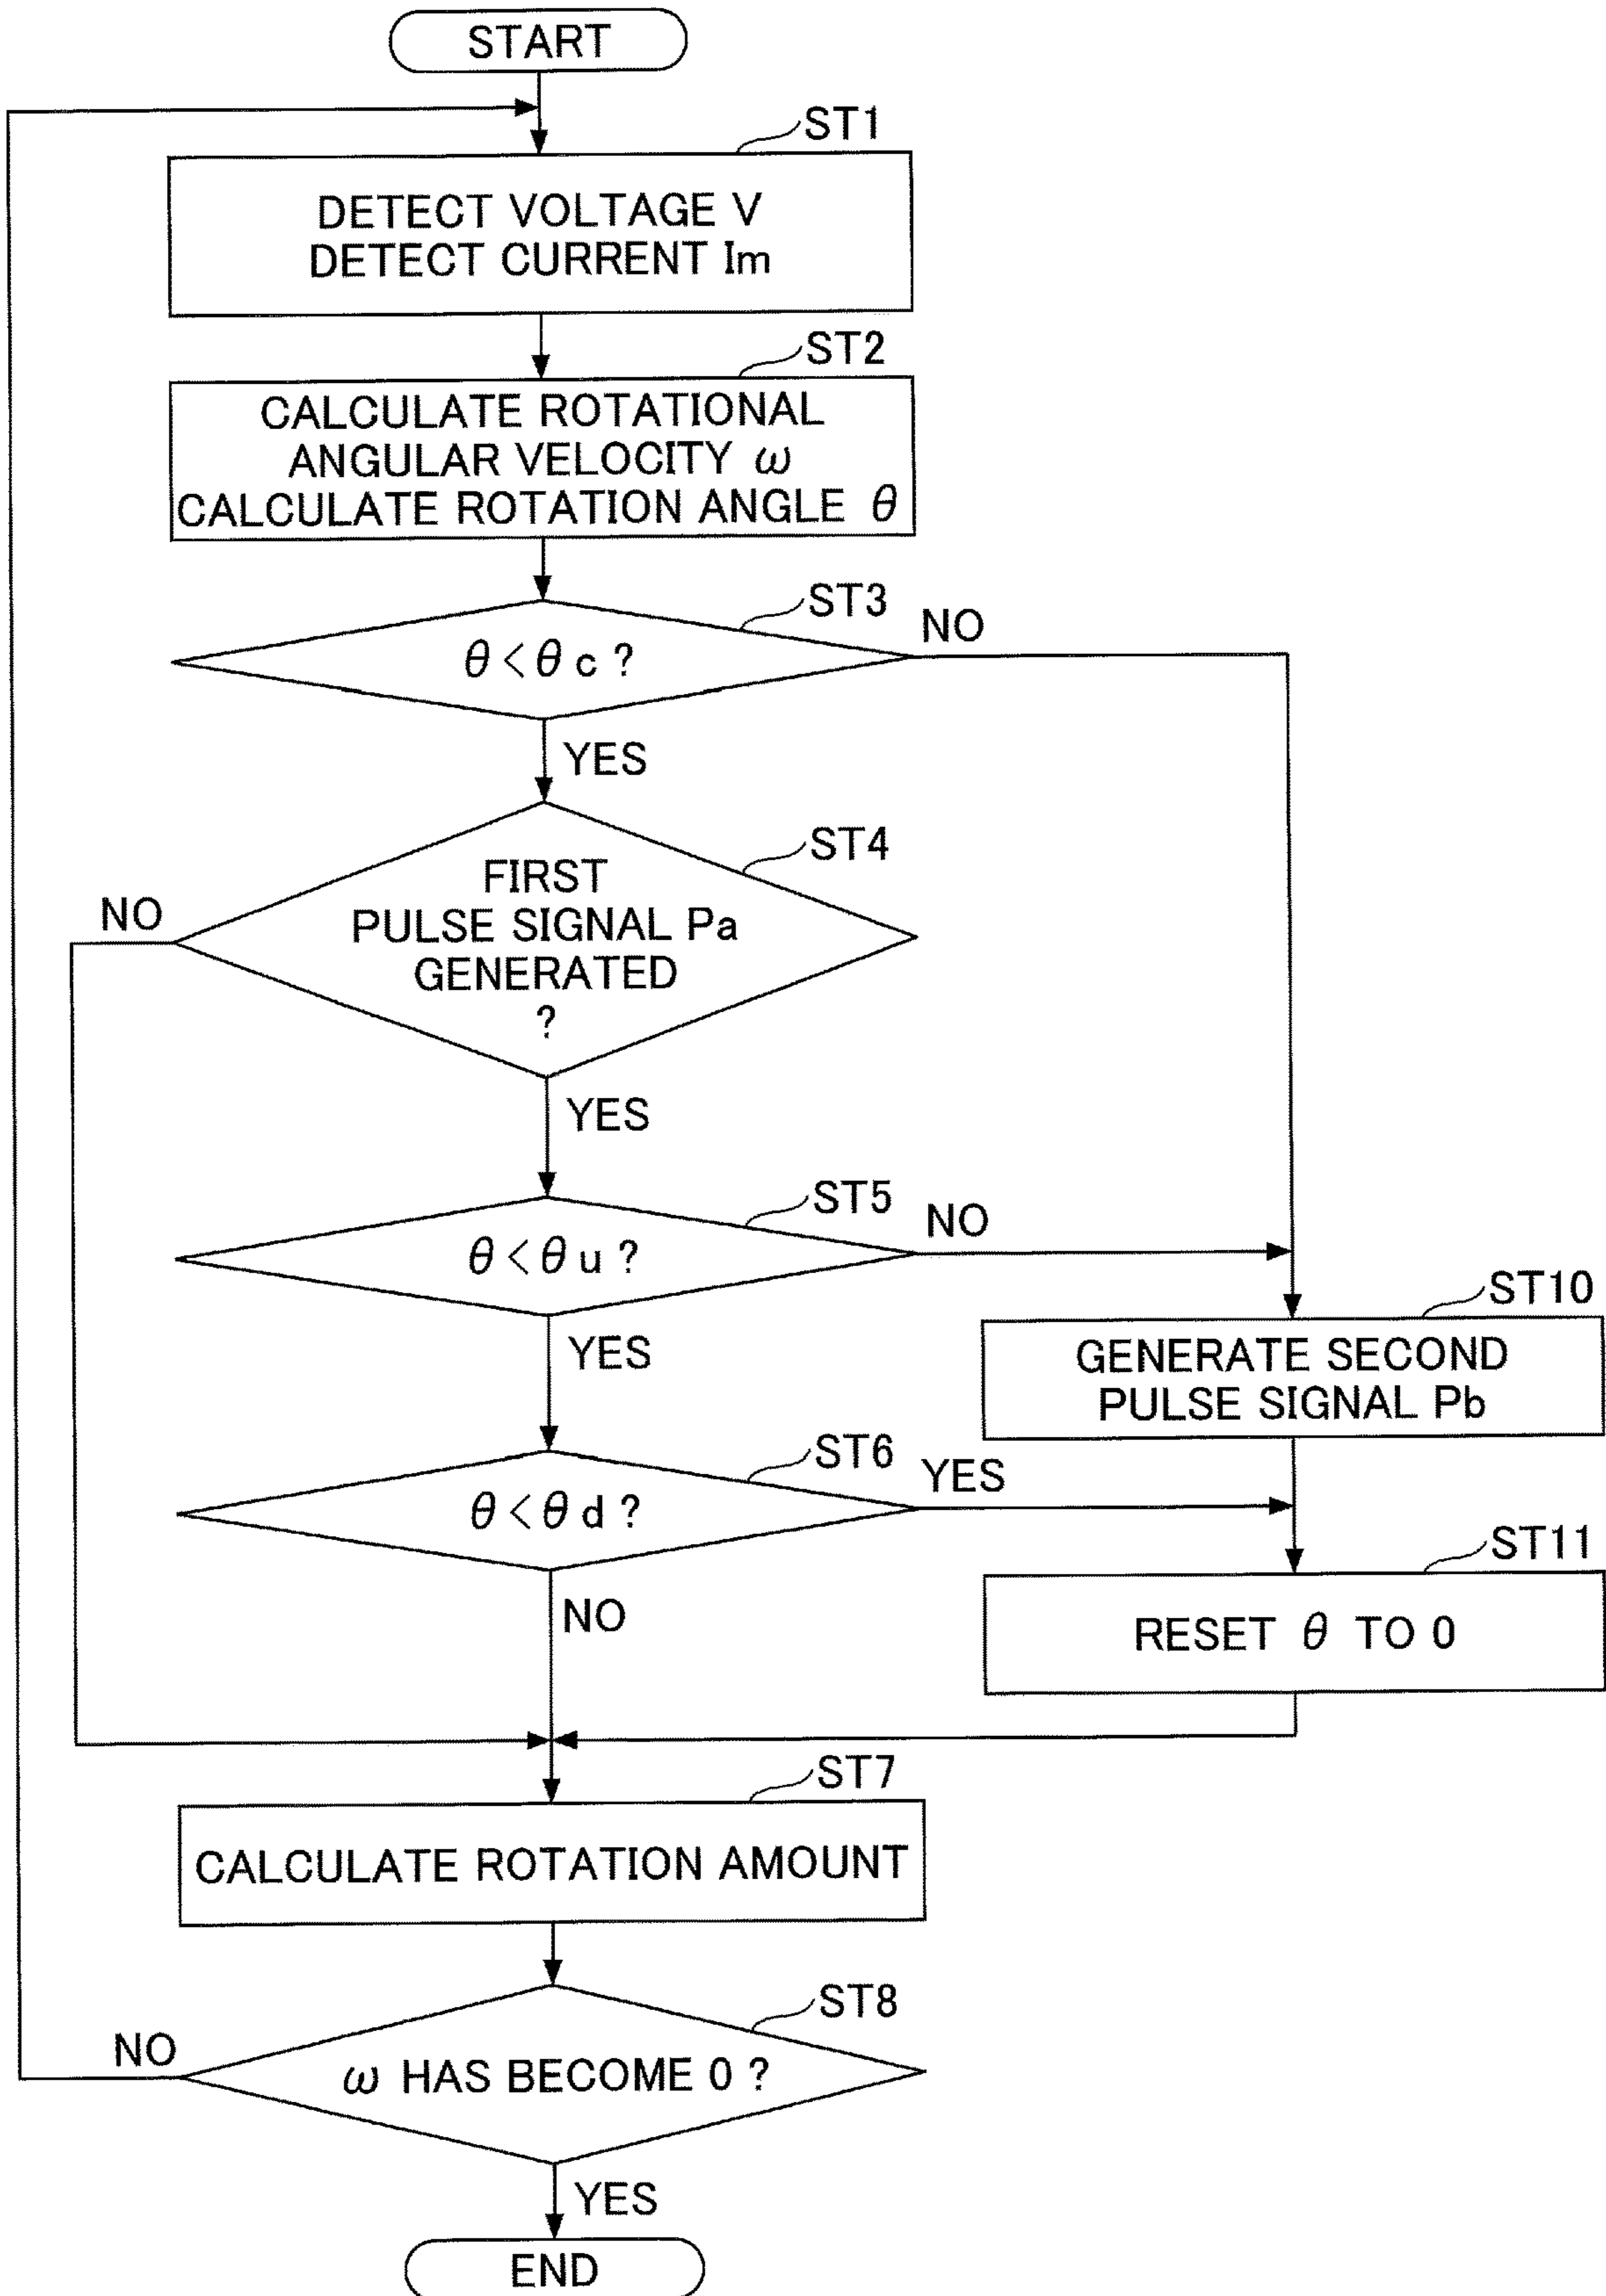 START
ST1
DETECT VOLTAGE V
DETECT CURRENT Im
ST2
CALCULATE ROTATIONAL
ANGULAR VELOCITY ω
CALCULATE ROTATION ANGLE θ
ST3
θ < θ c ?
NO
YES
ST4
FIRST
PULSE SIGNAL Pa
GENERATED
?
NO
YES
ST5
θ < θ u ?
NO
YES
ST10
GENERATE SECOND
PULSE SIGNAL Pb
ST6
θ < θ d ?
YES
NO
ST11
RESET θ TO 0
ST7
CALCULATE ROTATION AMOUNT
ST8
ω HAS BECOME 0 ?
NO
YES
END